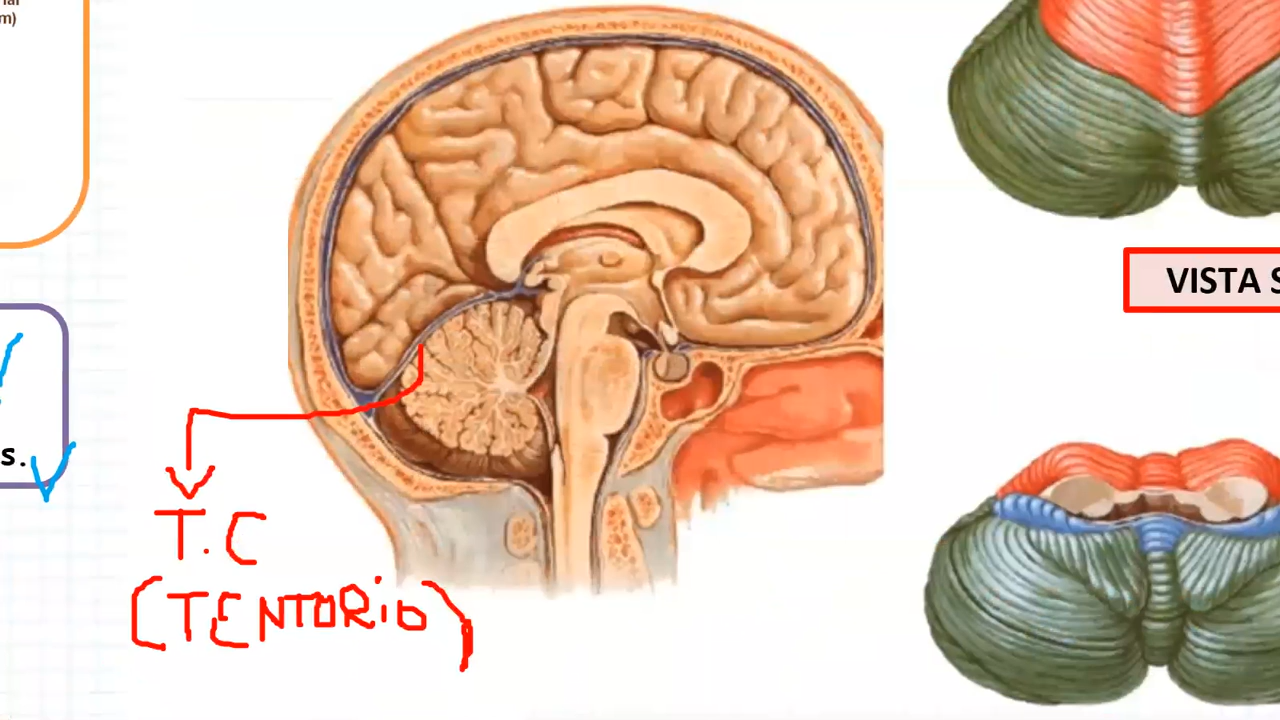 m)
s.
VISTA S
T.C
(TENTORiO)